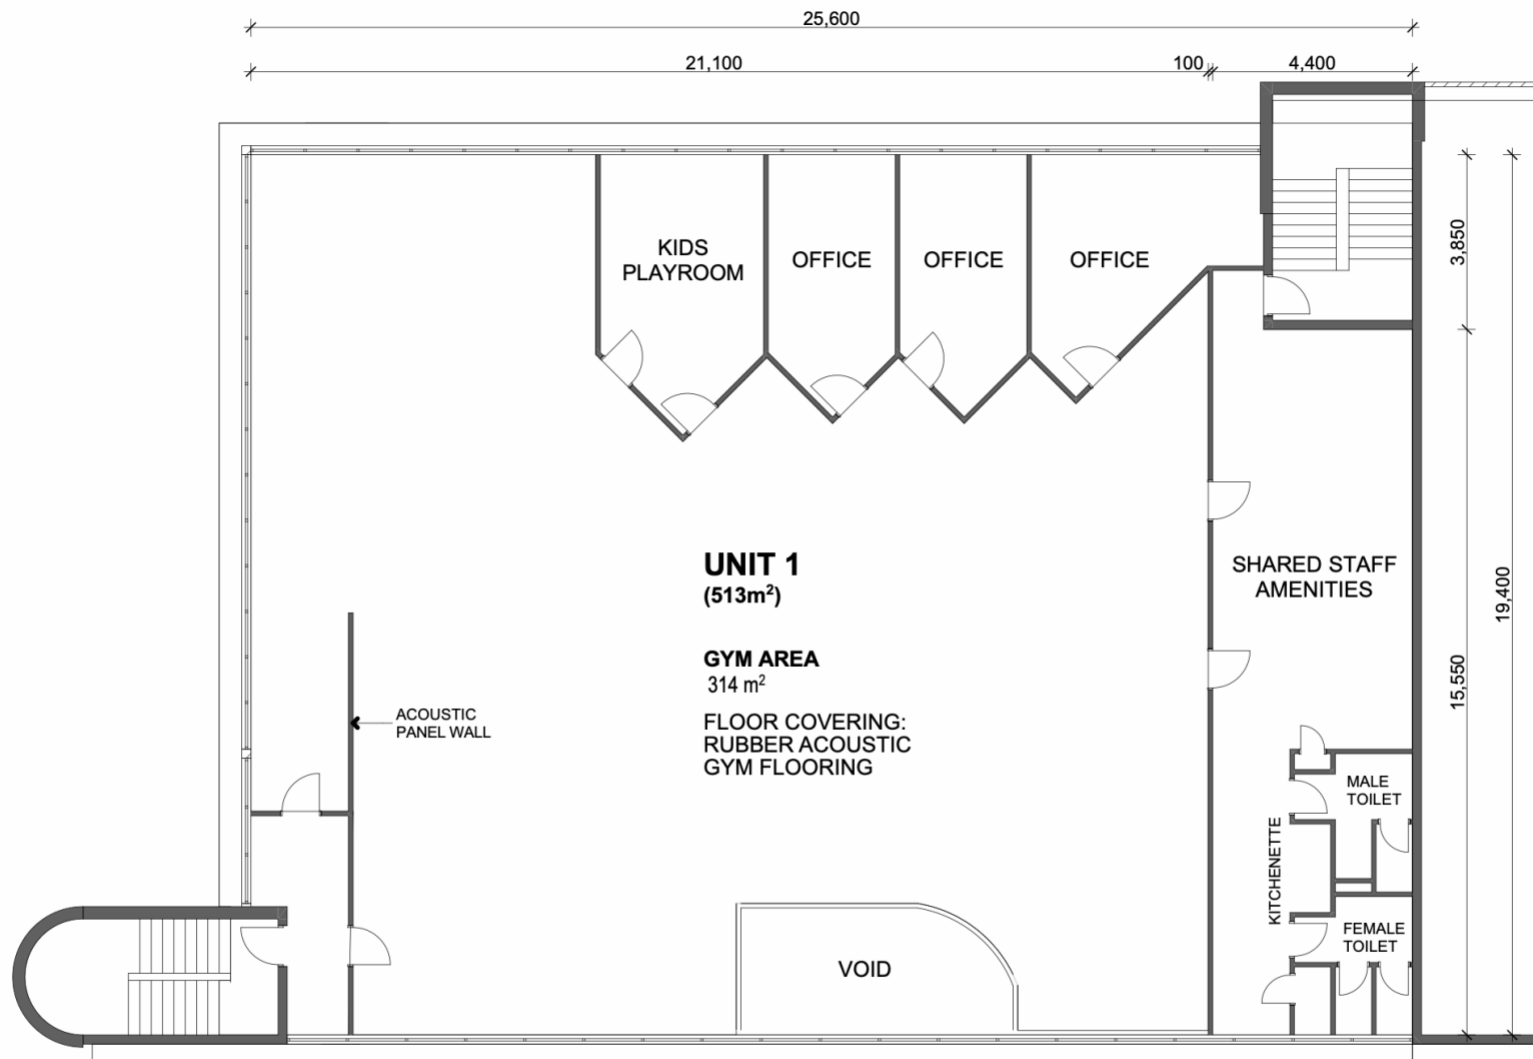 25,600
21,100
100
4,400
3,850
19,400
15,550
KIDS
PLAYROOM
OFFICE
OFFICE
OFFICE
UNIT 1
(513m²)
GYM AREA
314 m²
FLOOR COVERING:
RUBBER ACOUSTIC
GYM FLOORING
SHARED STAFF
AMENITIES
ACOUSTIC
PANEL WALL
MALE
TOILET
KITCHENETTE
FEMALE
TOILET
VOID